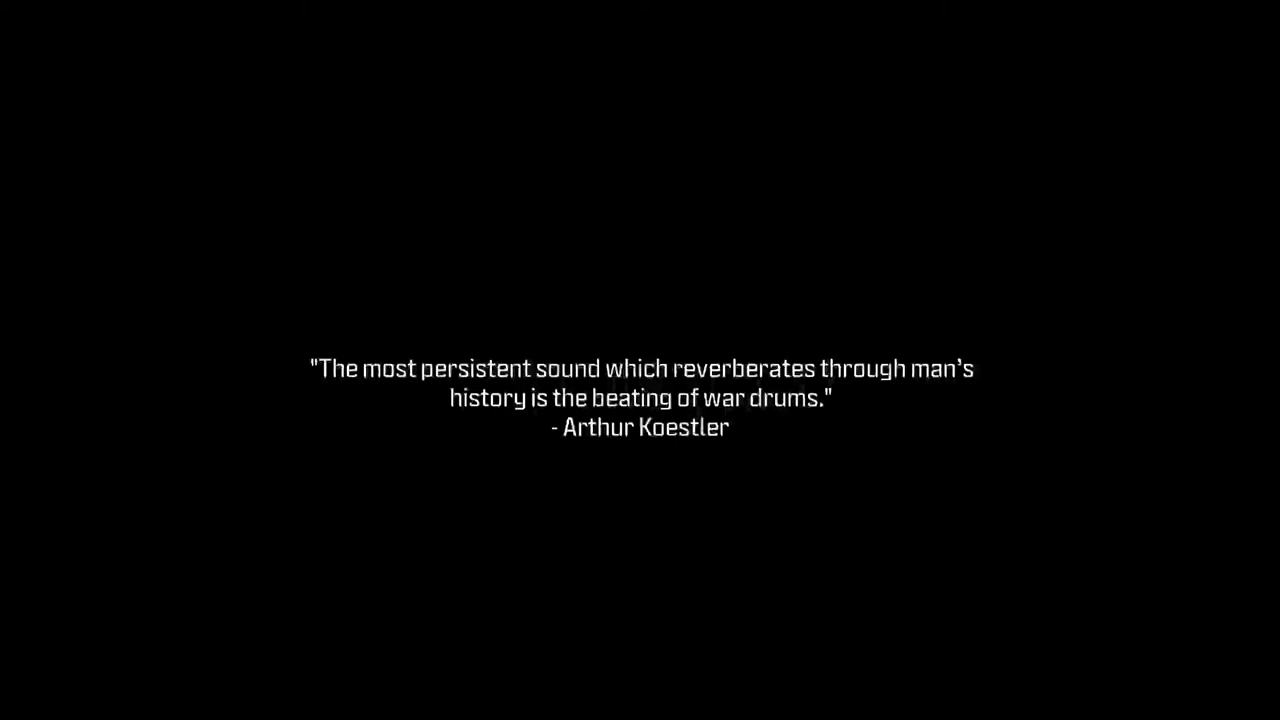 "The most persistent sound which reverberates through man's
history is the beating of war drums."
- Arthur Koestler